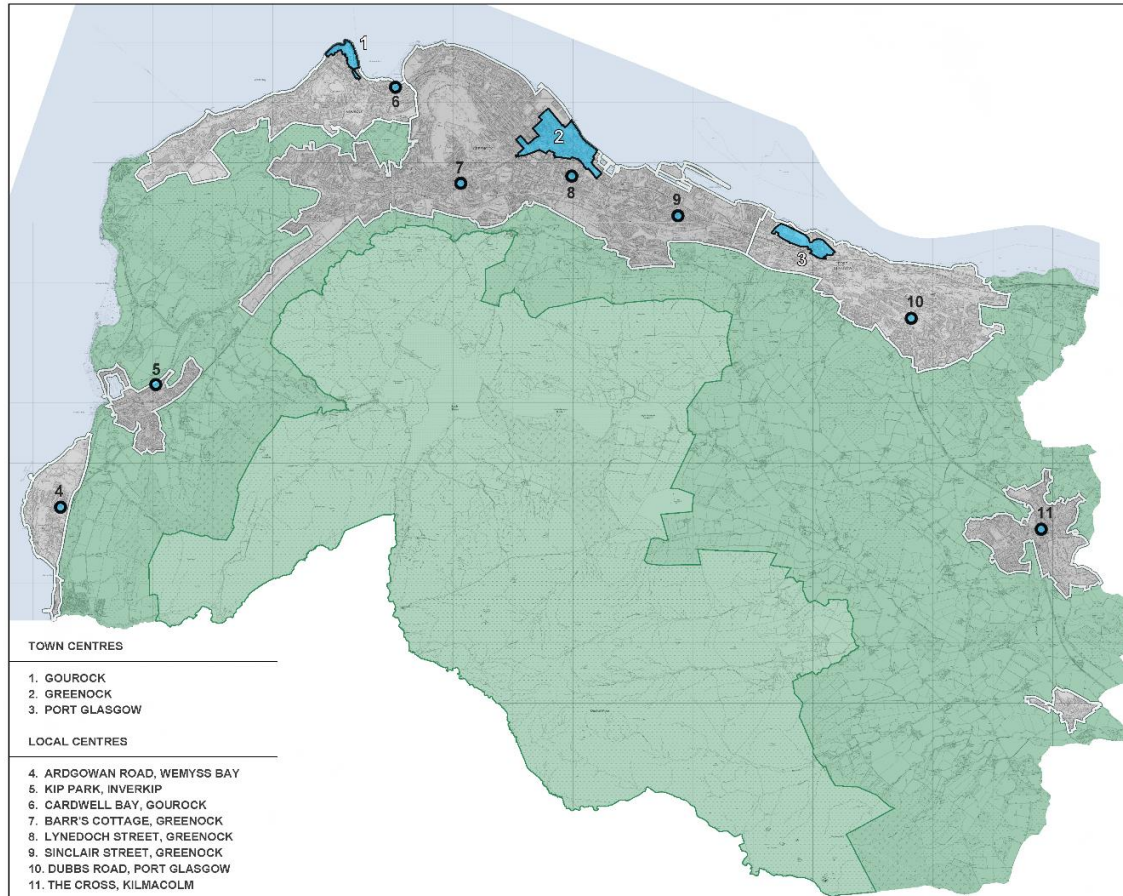 1
6
2
7
8
9
3
10
5
4
11
TOWN CENTRES
1. GOUROCK
2. GREENOCK
3. PORT GLASGOW
LOCAL CENTRES
4. ARDGOWAN ROAD, WEMYSS BAY
5. KIP PARK, INVERKIP
6. CARDWELL BAY, GOUROCK
7. BARR'S COTTAGE, GREENOCK
8. LYNEDOCH STREET, GREENOCK
9. SINCLAIR STREET, GREENOCK
10. DUBBS ROAD, PORT GLASGOW
11. THE CROSS, KILMACOLM